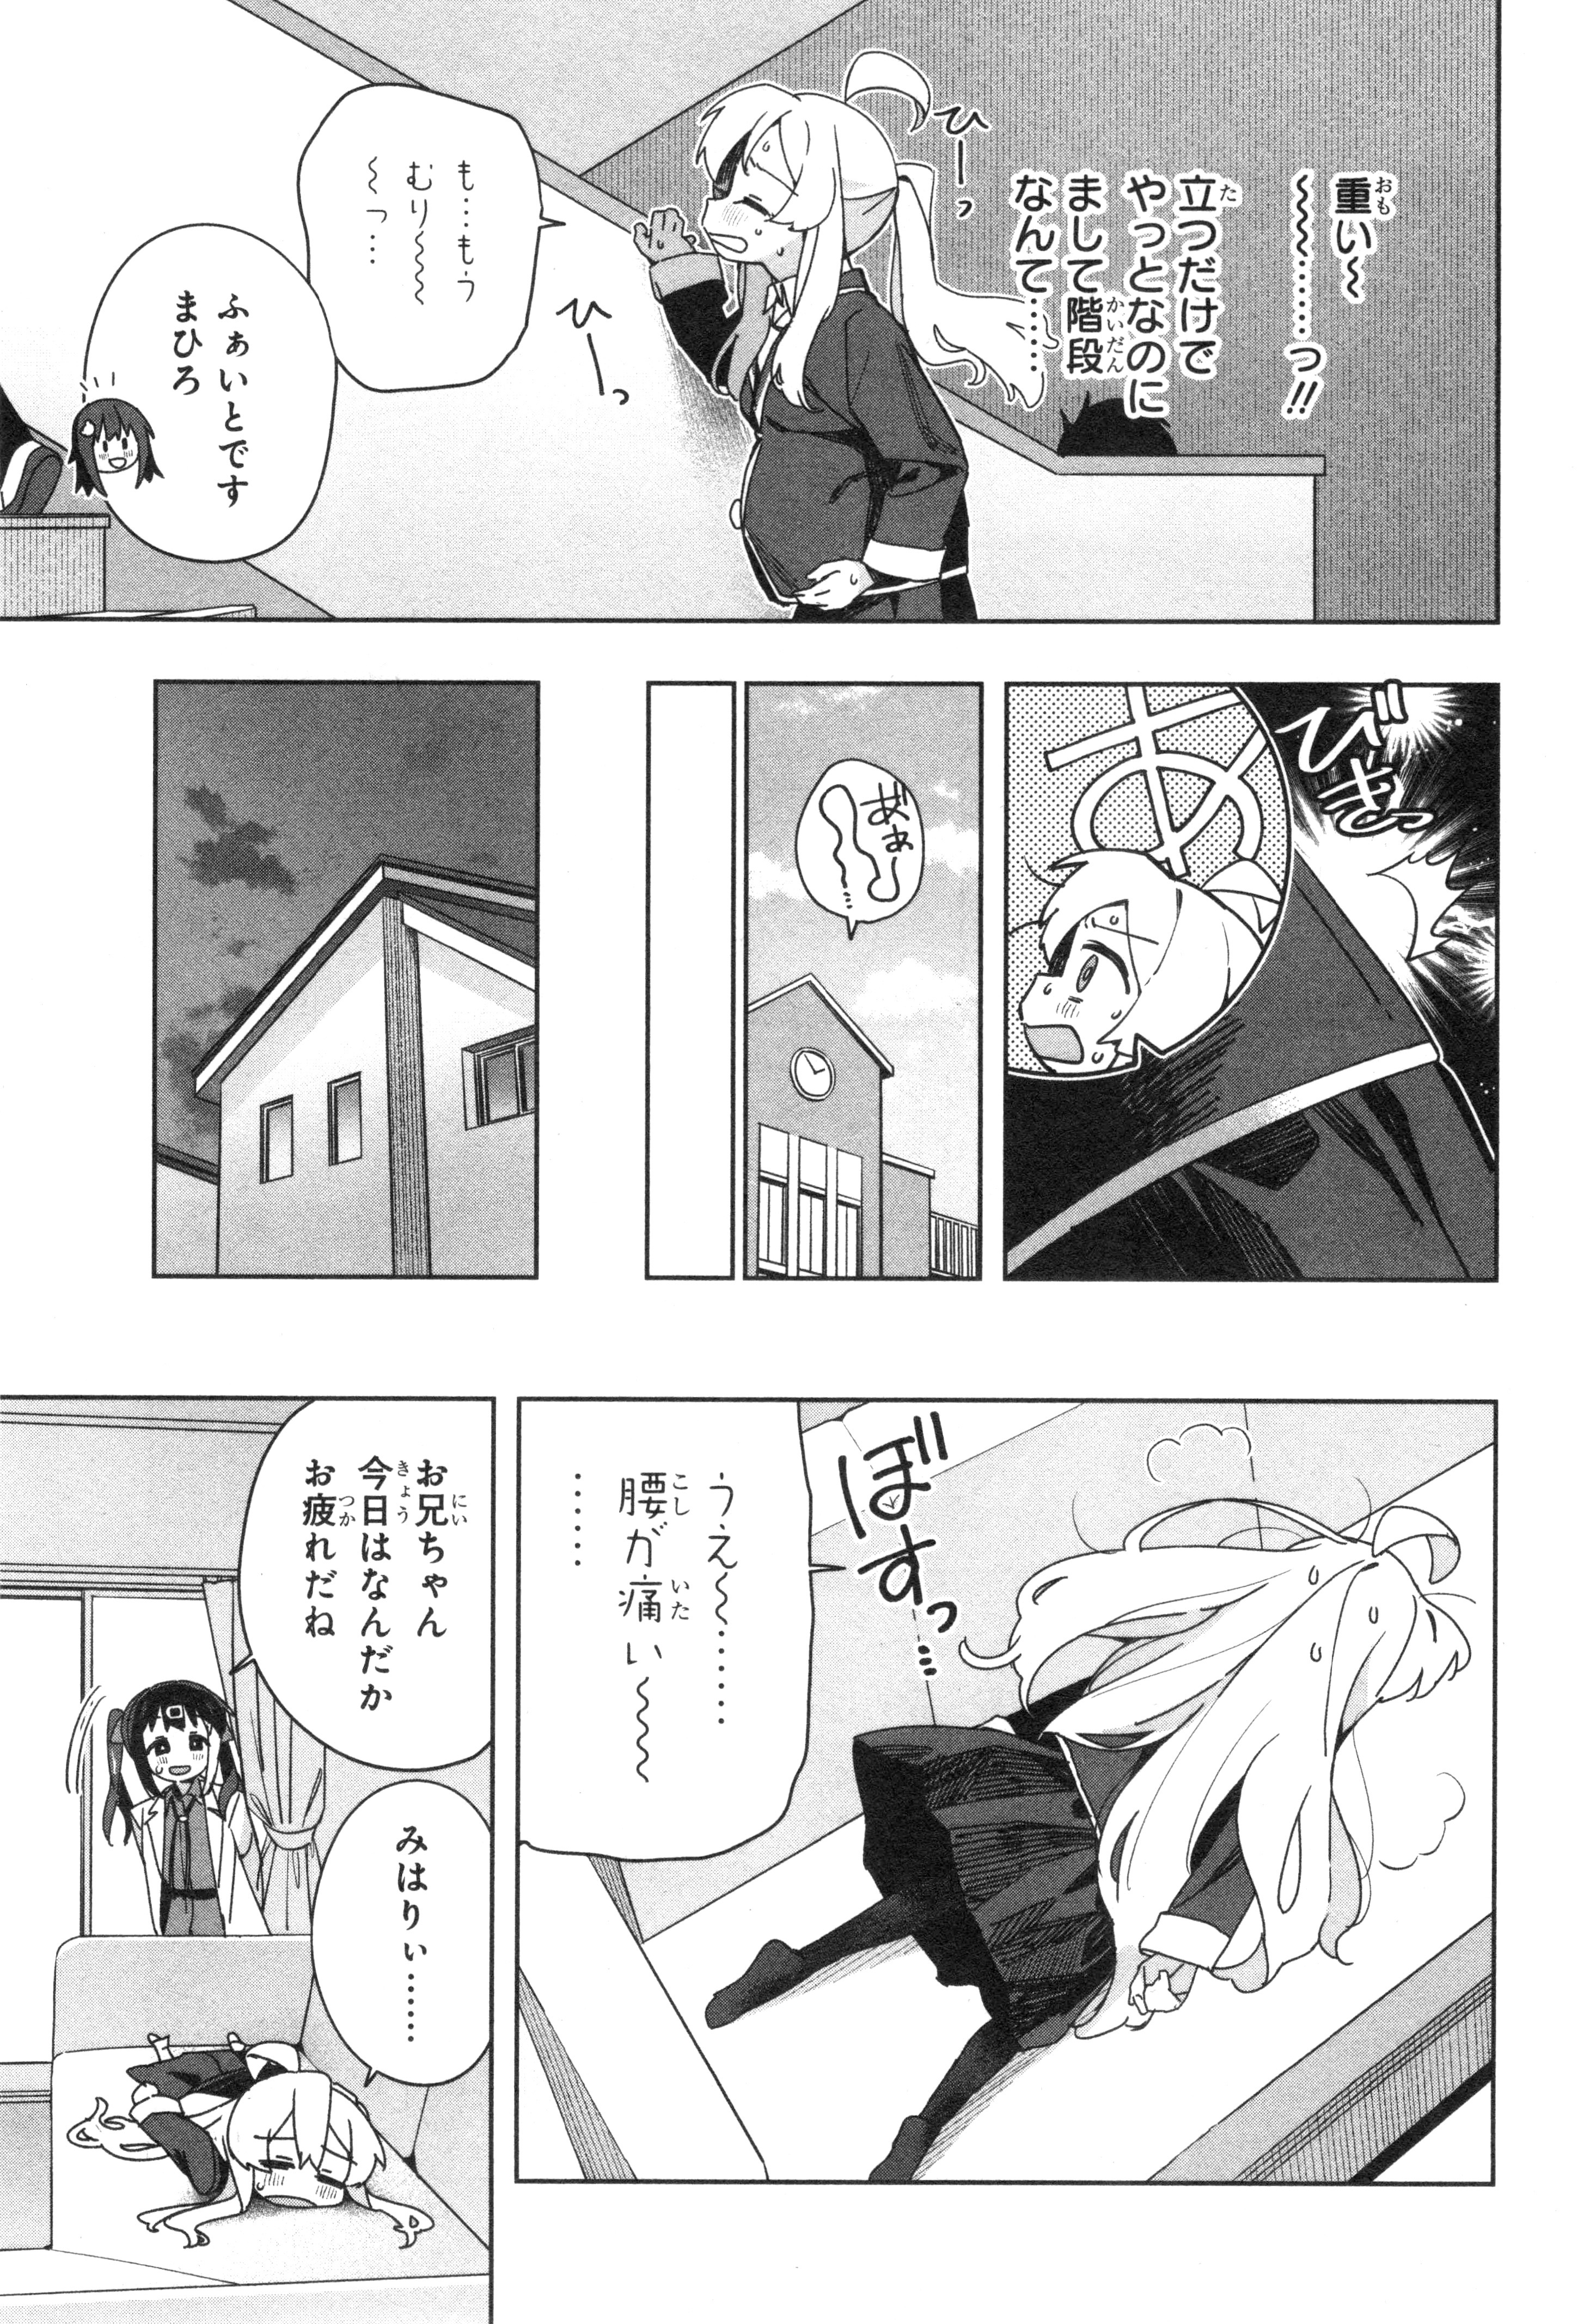 重い〜
〜〜〜………っ!!
立つだけで
やっとなのに
まして階段
なんて……
ひーっ
ひーっ
も…もう
むり〜〜
〜っ…
ふぁいとです
まひろ
びきっ
あ゛
あ゛ぁ〜
〜〜…
ぼすっ…
うえ〜〜………
腰が痛い〜〜〜
……
お兄ちゃん
今日はなんだか
お疲れだね
みはりぃ……